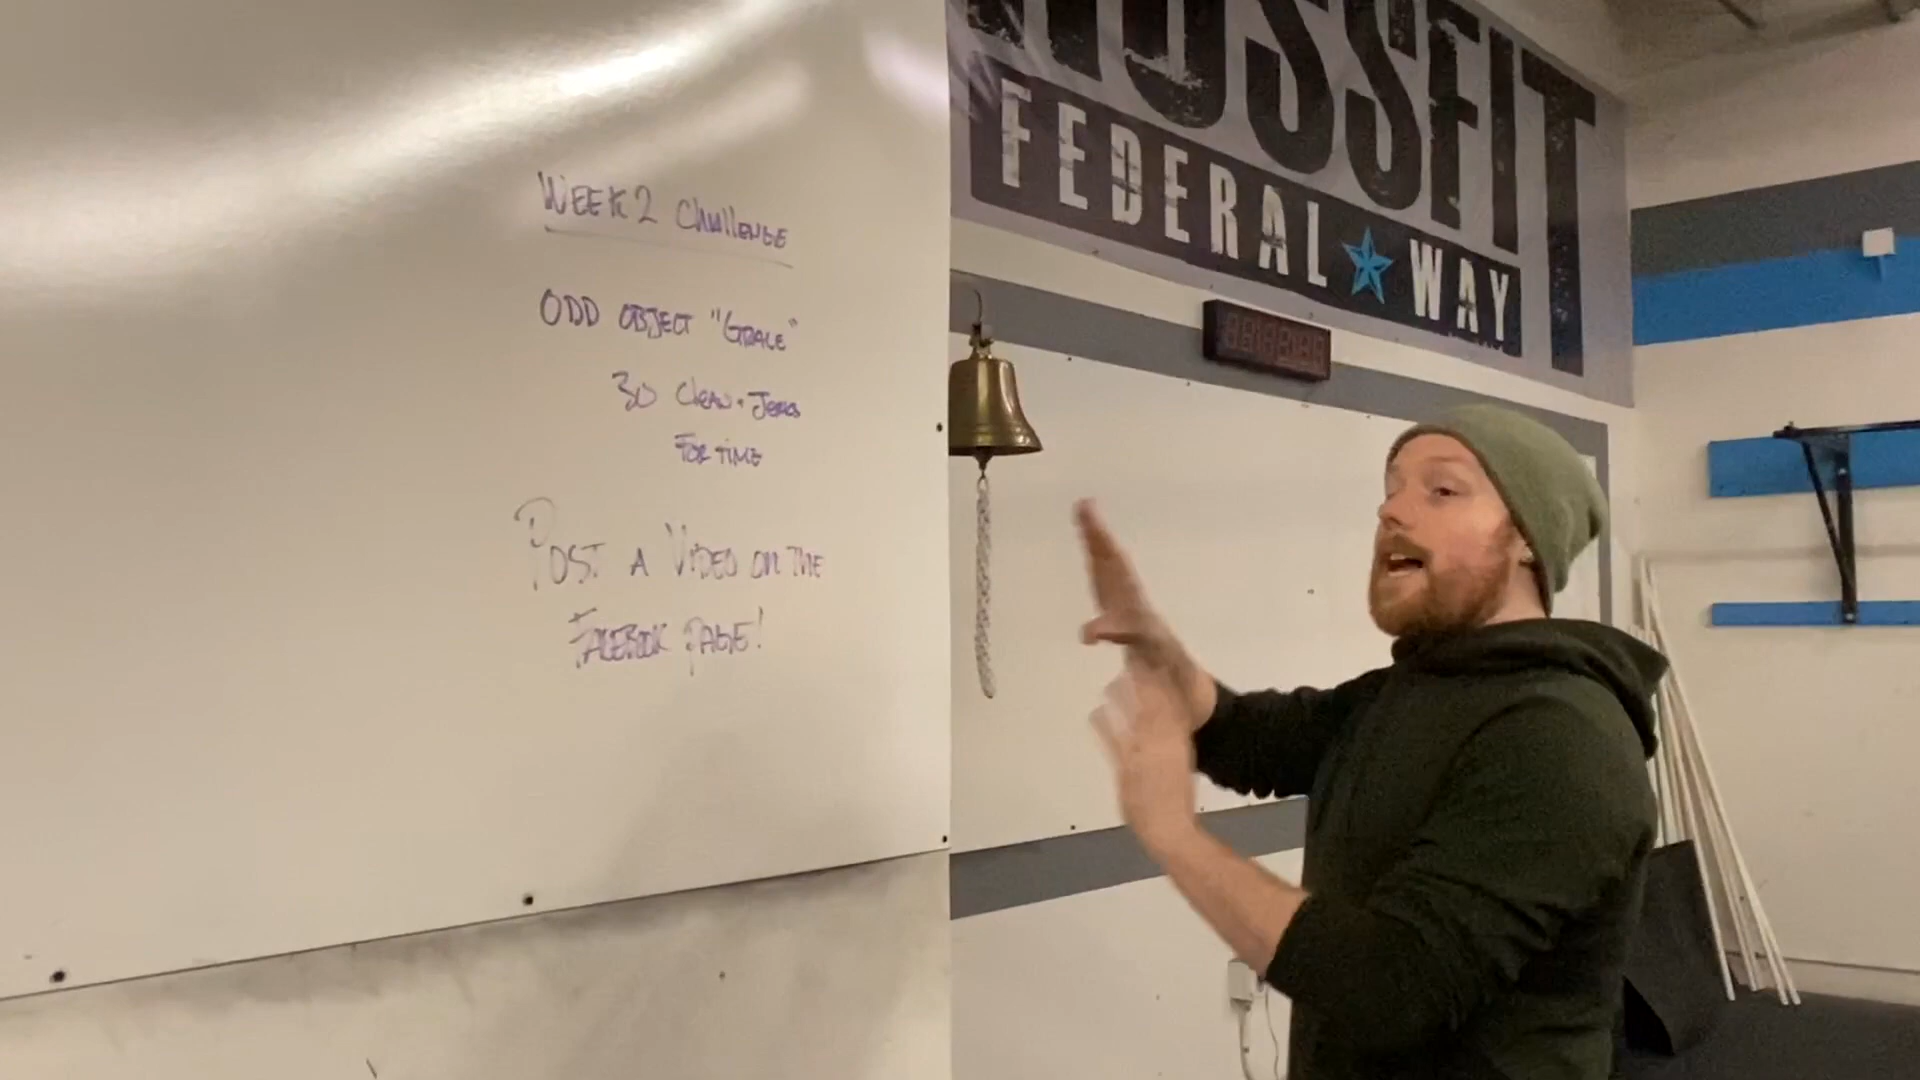 WEEK 2 Challenge
ODD OBJECT "GRACE"
30 Clean + Jerks
FOR TIME
POST A VIDEO ON THE
FACEBOOK PAGE!
ROSSFIT
FEDERAL WAY